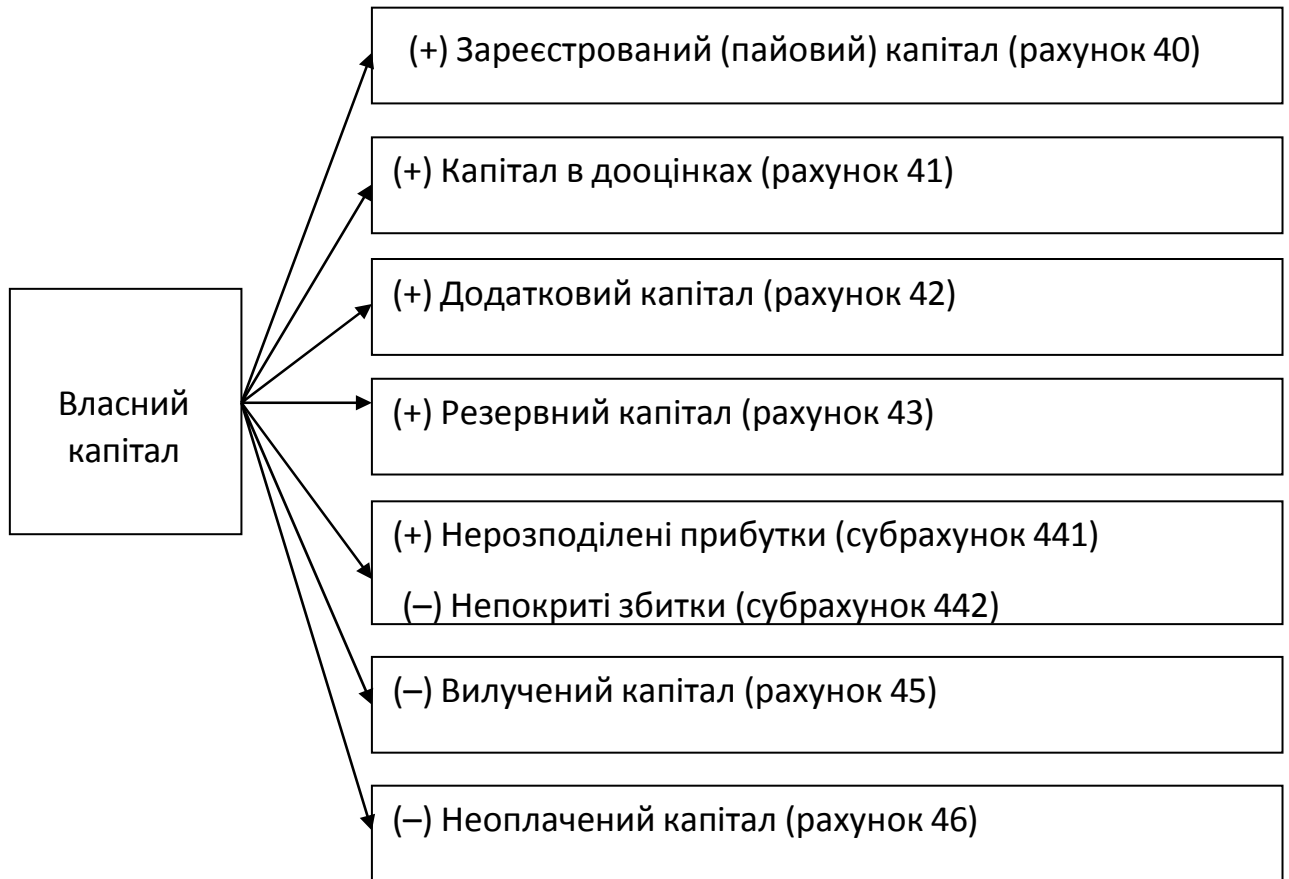 (+) Зареєстрований (пайовий) капітал (рахунок 40)
(+) Капітал в дооцінках (рахунок 41)
(+) Додатковий капітал (рахунок 42)
Власний
капітал
(+) Резервний капітал (рахунок 43)
(+) Нерозподілені прибутки (субрахунок 441)
(–) Непокриті збитки (субрахунок 442)
(–) Вилучений капітал (рахунок 45)
(–) Неоплачений капітал (рахунок 46)